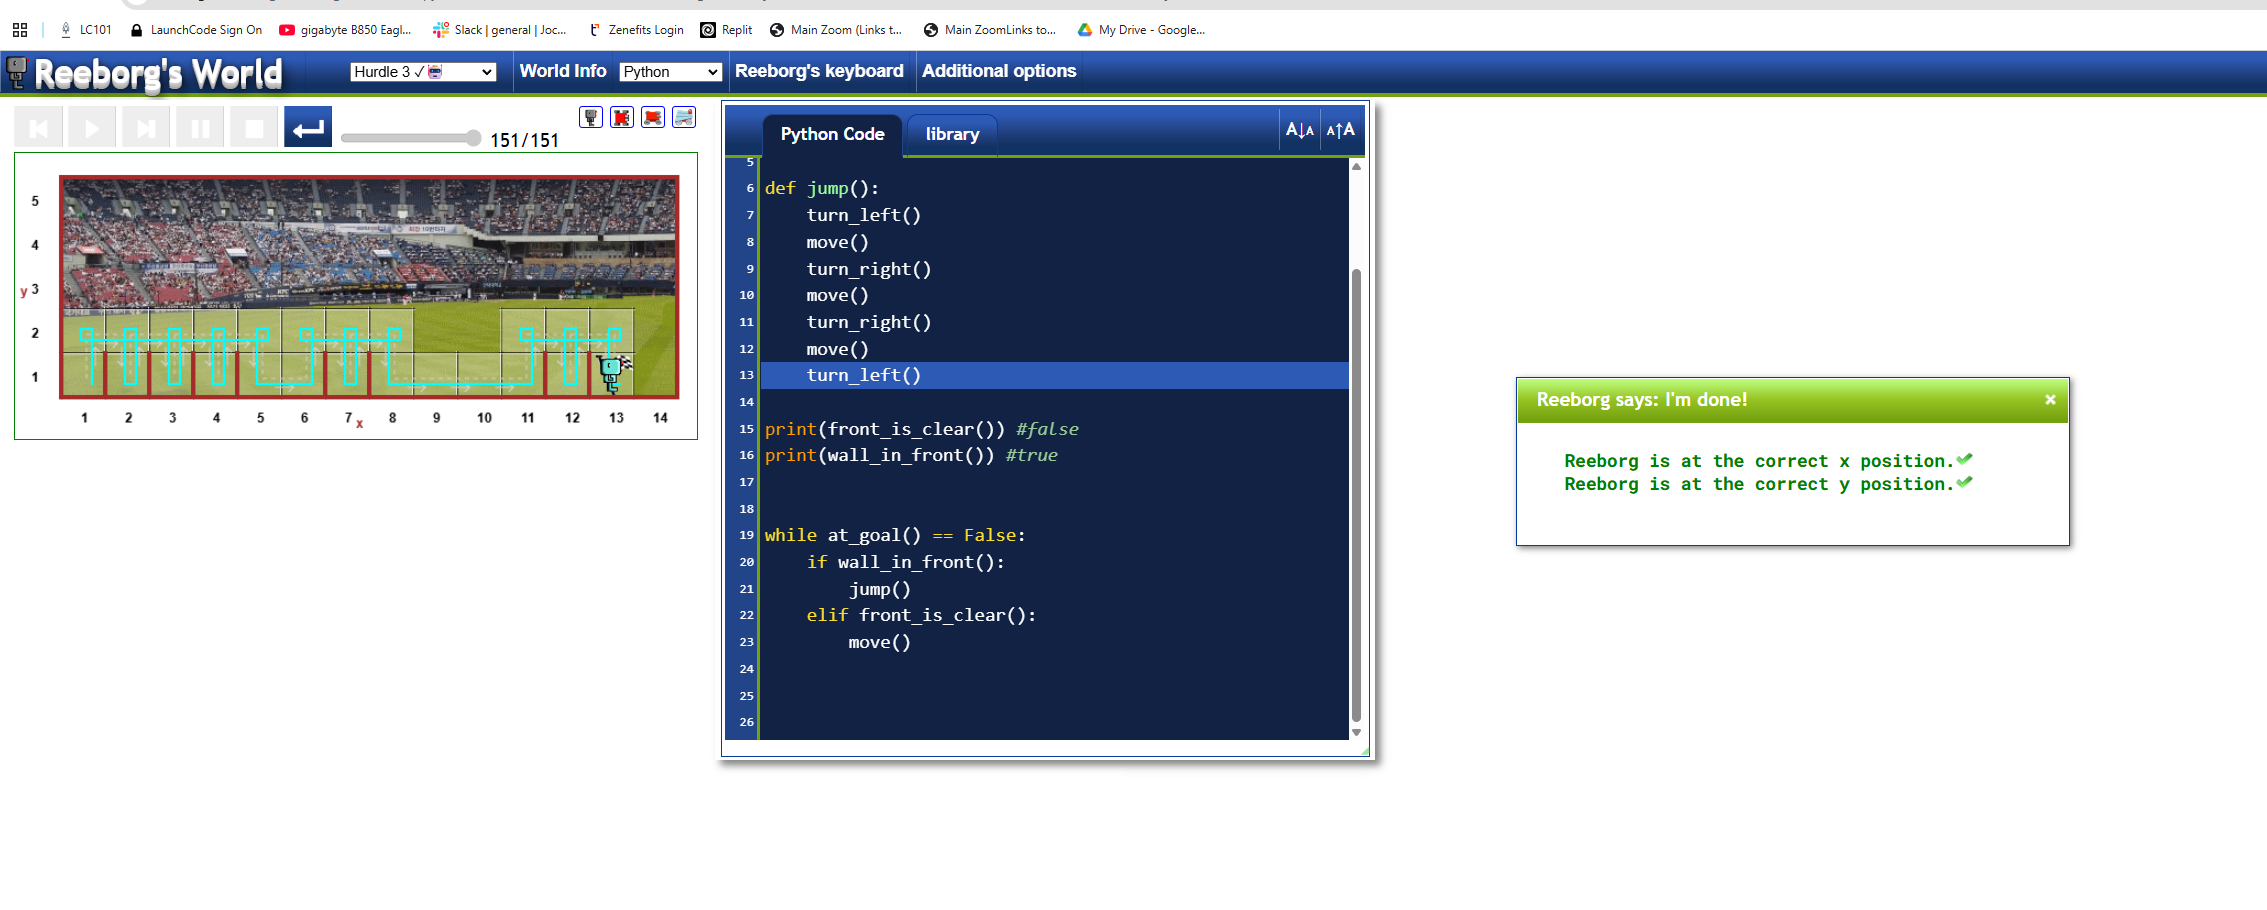 LC101
LaunchCode Sign On
gigabyte B850 Eagl...
Slack | general | Joc...
Zenefits Login
Replit
Main Zoom (Links t...
Main ZoomLinks to...
My Drive - Google...
Reeborg's World
Hurdle 3 ✓
World Info
Python
Reeborg's keyboard
Additional options
151/151
5
4
y 3
2
1
1 2 3 4 5 6 7 x 8 9 10 11 12 13 14
Python Code
library
A↓A
A↑A
5
6 def jump():
7 turn_left()
8 move()
9 turn_right()
10 move()
11 turn_right()
12 move()
13 turn_left()
14
15 print(front_is_clear()) #false
16 print(wall_in_front()) #true
17
18
19 while at_goal() == False:
20 if wall_in_front():
21 jump()
22 elif front_is_clear():
23 move()
24
25
26
Reeborg says: I'm done!
×
Reeborg is at the correct x position.
Reeborg is at the correct y position.